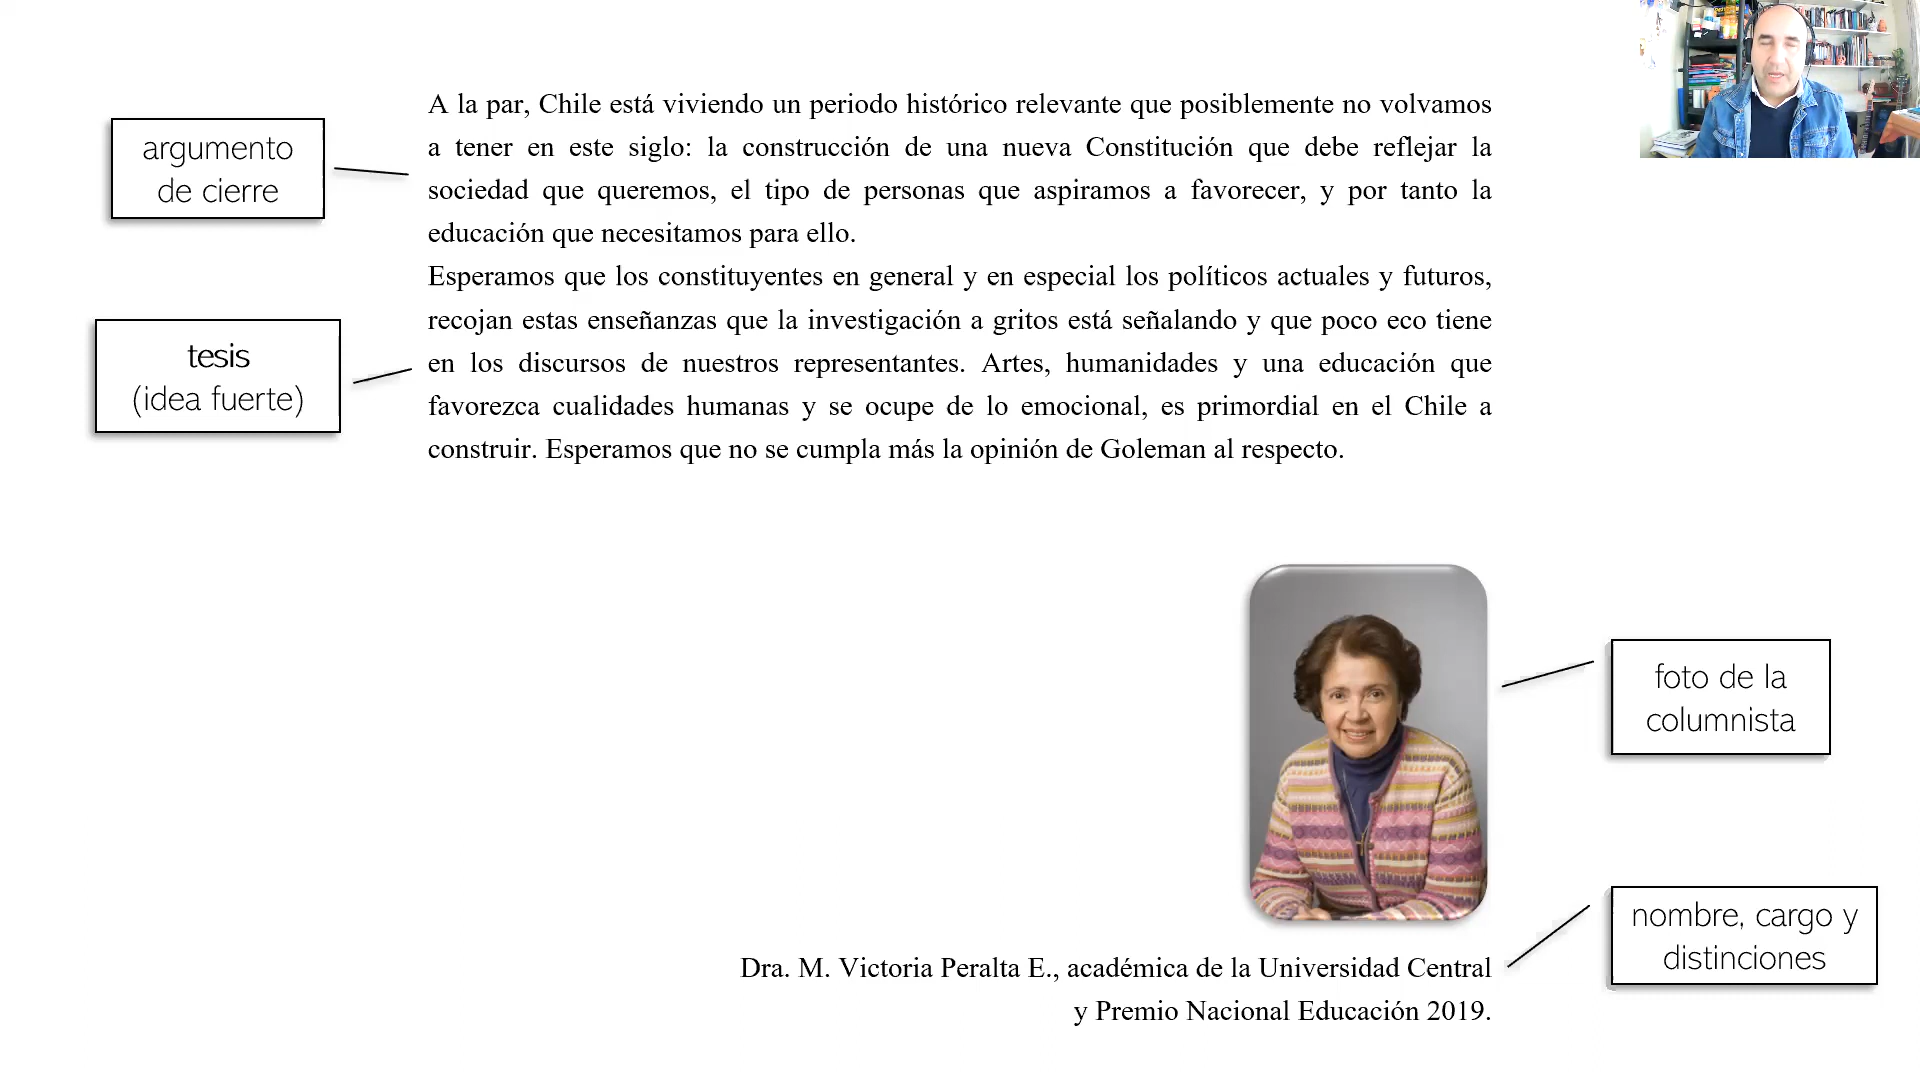 argumento
de cierre
A la par, Chile está viviendo un periodo histórico relevante que posiblemente no volvamos
a tener en este siglo: la construcción de una nueva Constitución que debe reflejar la
sociedad que queremos, el tipo de personas que aspiramos a favorecer, y por tanto la
educación que necesitamos para ello.
tesis
(idea fuerte)
Esperamos que los constituyentes en general y en especial los políticos actuales y futuros,
recojan estas enseñanzas que la investigación a gritos está señalando y que poco eco tiene
en los discursos de nuestros representantes. Artes, humanidades y una educación que
favorezca cualidades humanas y se ocupe de lo emocional, es primordial en el Chile a
construir. Esperamos que no se cumpla más la opinión de Goleman al respecto.
foto de la
columnista
nombre, cargo y
distinciones
Dra. M. Victoria Peralta E., académica de la Universidad Central
y Premio Nacional Educación 2019.